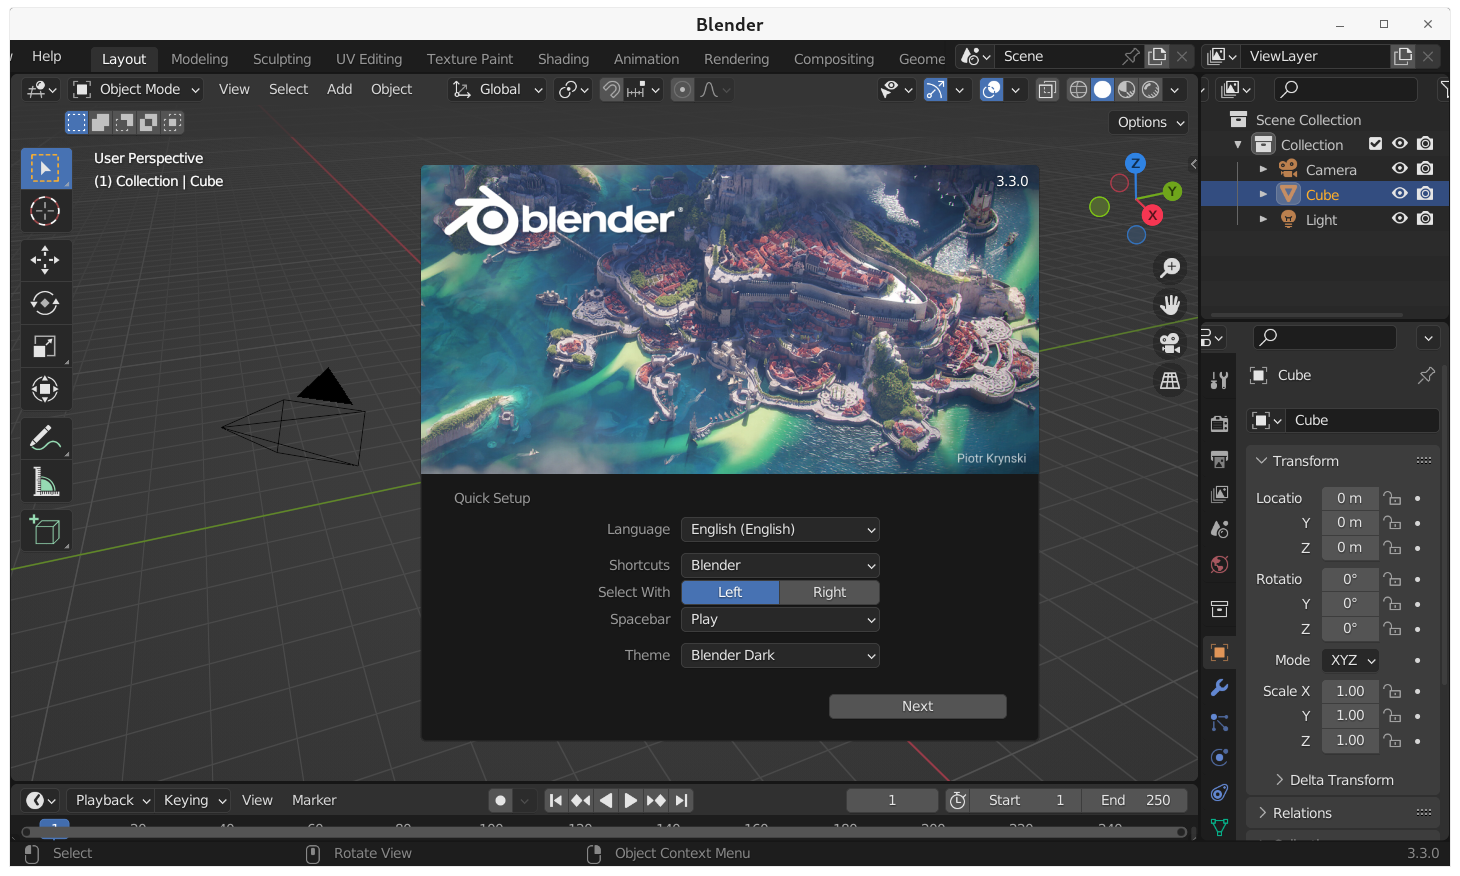 Blender
Help Layout Modeling Sculpting UV Editing Texture Paint Shading Animation Rendering Compositing Geome Scene ViewLayer
Object Mode View Select Add Object Global
Options
User Perspective
(1) Collection | Cube
Z
Y
X
Scene Collection
Collection
Camera
Cube
Light
blender
3.3.0
Piotr Krynski
Quick Setup
Language English (English)
Shortcuts Blender
Select With Left Right
Spacebar Play
Theme Blender Dark
Next
Cube
Cube
Transform
Locatio 0 m
Y 0 m
Z 0 m
Rotatio 0°
Y 0°
Z 0°
Mode XYZ
Scale X 1.00
Y 1.00
Z 1.00
Delta Transform
Relations
Playback Keying View Marker 1 Start 1 End 250
Select Rotate View Object Context Menu 3.3.0